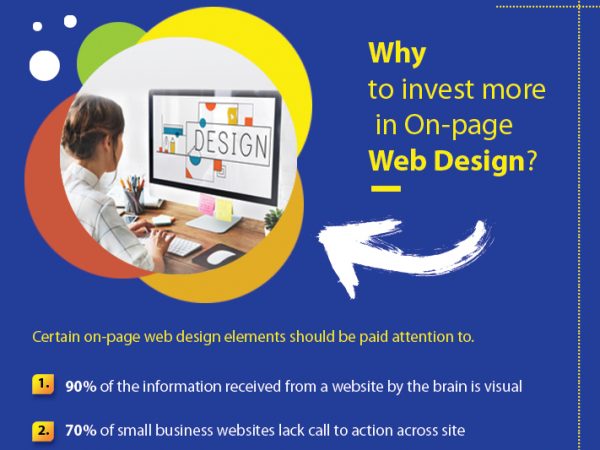 Why
to invest more
in On-page
Web Design?
DESIGN
Certain on-page web design elements should be paid attention to.
1. 90% of the information received from a website by the brain is visual
2. 70% of small business websites lack call to action across site